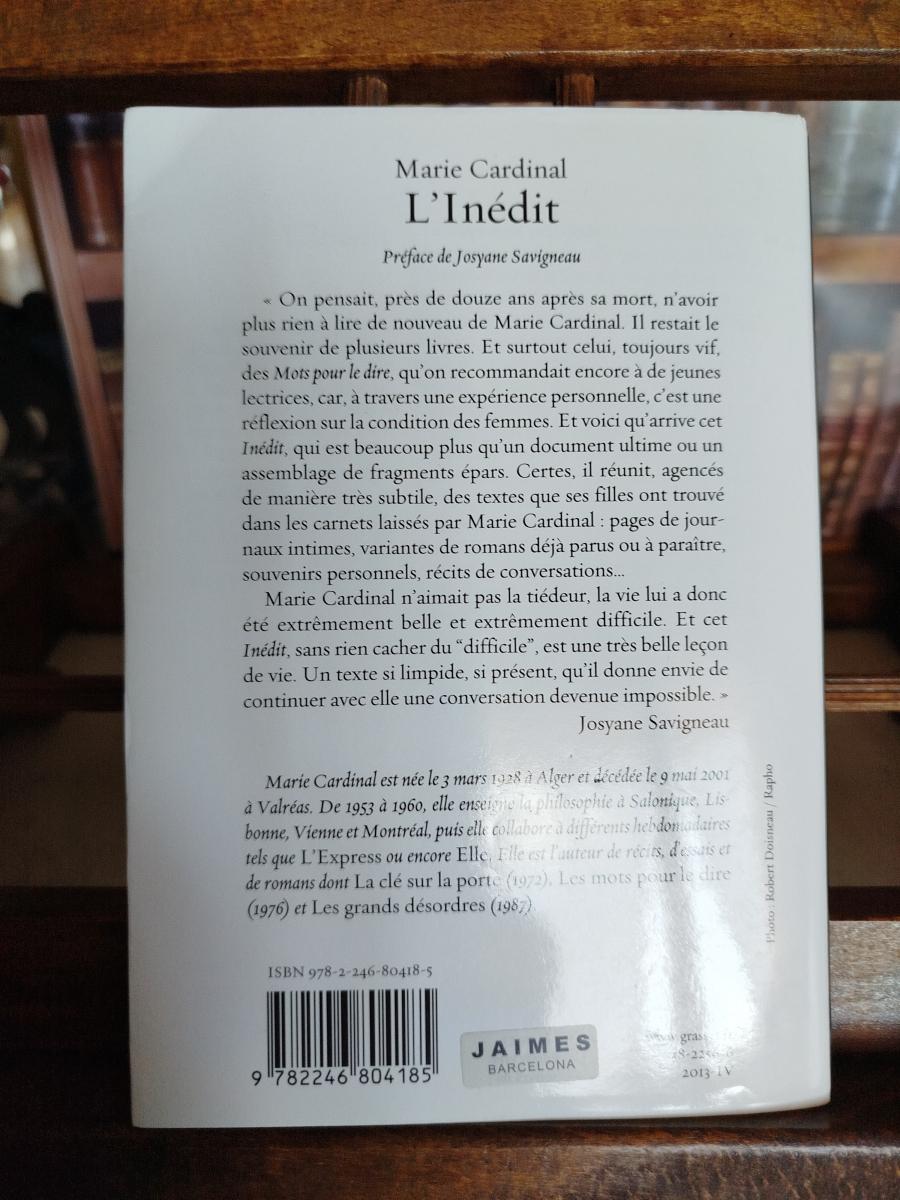 Marie Cardinal
L'Inédit
Préface de Josyane Savigneau
« On pensait, près de douze ans après sa mort, n'avoir
plus rien à lire de nouveau de Marie Cardinal. Il restait le
souvenir de plusieurs livres. Et surtout celui, toujours vif,
des Mots pour le dire, qu'on recommandait encore à de jeunes
lectrices, car, à travers une expérience personnelle, c'est une
réflexion sur la condition des femmes. Et voici qu'arrive cet
Inédit, qui est beaucoup plus qu'un document ultime ou un
assemblage de fragments épars. Certes, il réunit, agencés
de manière très subtile, des textes que ses filles ont trouvé
dans les carnets laissés par Marie Cardinal : pages de jour-
naux intimes, variantes de romans déjà parus ou à paraître,
souvenirs personnels, récits de conversations...
Marie Cardinal n'aimait pas la tiédeur, la vie lui a donc
été extrêmement belle et extrêmement difficile. Et cet
Inédit, sans rien cacher du “difficile”, est une très belle leçon
de vie. Un texte si limpide, si présent, qu'il donne envie de
continuer avec elle une conversation devenue impossible. »
Josyane Savigneau
Marie Cardinal est née le 3 mars 1928 à Alger et décédée le 9 mai 2001
à Valréas. De 1953 à 1960, elle enseigne la philosophie à Salonique, Lis-
bonne, Vienne et Montréal, puis elle collabore à différents hebdomadaires
tels que L'Express ou encore Elle. Elle est l'auteur de récits, d'essais et
de romans dont La clé sur la porte (1972), Les mots pour le dire
(1976) et Les grands désordres (1987).
Photo : Robert Doisneau / Rapho
ISBN 978-2-246-80418-5
9 782246 804185
JAIMES
BARCELONA
2013-IV